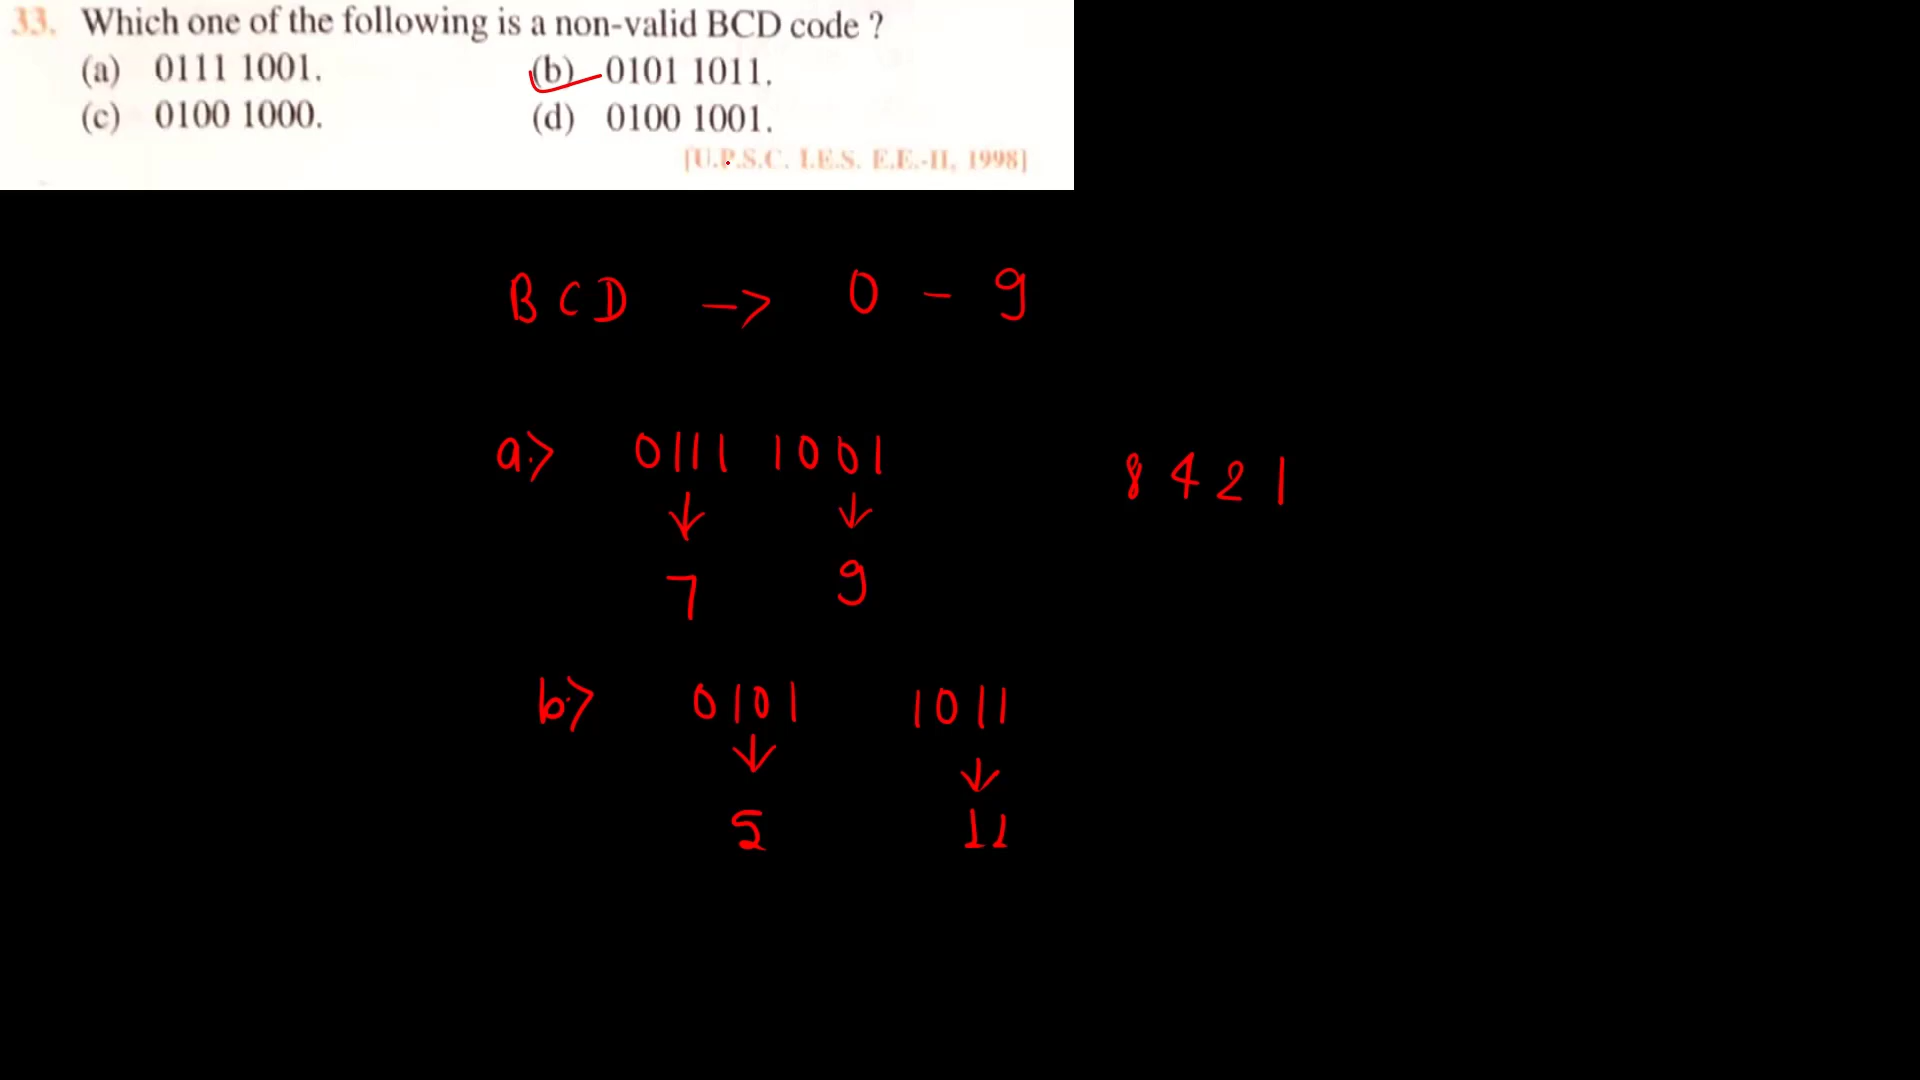 33. Which one of the following is a non-valid BCD code ?
(a) 0111 1001. (b) 0101 1011.
(c) 0100 1000. (d) 0100 1001.
[U.P.S.C. I.E.S. E.E.-II, 1998]
BCD -> 0 - 9
a.> 0111 1001
8 4 2 1
7 9
b.> 0101 1011
5 11